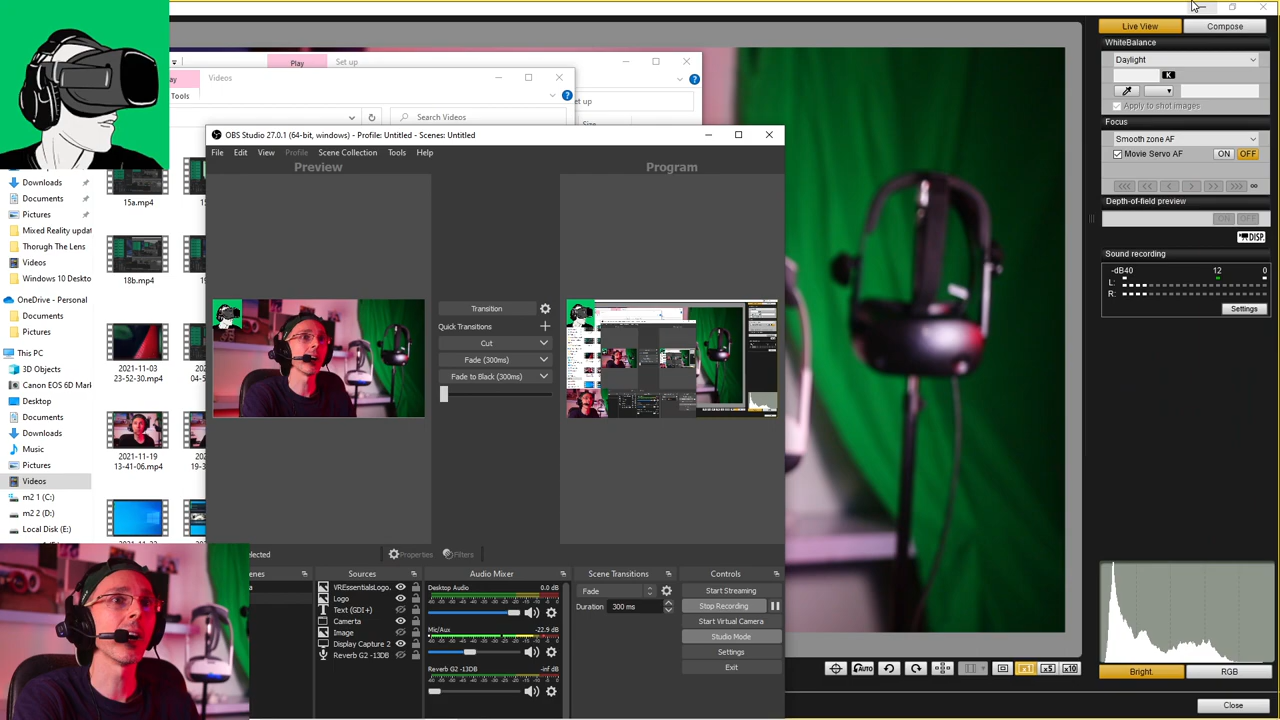 Live View
Compose
WhiteBalance
Daylight
K
Apply to shot images
Focus
Smooth zone AF
Movie Servo AF
ON
OFF
Depth-of-field preview
ON
OFF
DISP.
Sound recording
-dB40
12
0
L:
R:
Settings
Bright.
RGB
Close
AUTO
x1
x5
x10
Play
Set up
Videos
Tools
Search Videos
Size
OBS Studio 27.0.1 (64-bit, windows) - Profile: Untitled - Scenes: Untitled
File
Edit
View
Profile
Scene Collection
Tools
Help
Preview
Program
Transition
Quick Transitions
Cut
Fade (300ms)
Fade to Black (300ms)
Properties
Filters
Sources
Audio Mixer
Scene Transitions
Controls
VREssentialsLogo.
Logo
Text (GDI+)
Camerta
Image
Display Capture 2
Reverb G2 -13DB
Desktop Audio
0.0 dB
Mic/Aux
-22.9 dB
Reverb G2 -13DB
-inf dB
Fade
Duration
300 ms
Start Streaming
Stop Recording
Start Virtual Camera
Studio Mode
Settings
Exit
Downloads
Documents
Pictures
Mixed Reality updat
Thorugh The Lens
Videos
Windows 10 Deskto
OneDrive - Personal
Documents
Pictures
This PC
3D Objects
Canon EOS 6D Mark
Desktop
Documents
Downloads
Music
Pictures
Videos
m2 1 (C:)
m2 2 (D:)
Local Disk (E:)
15a.mp4
18b.mp4
2021-11-03
23-52-30.mp4
2021-11-19
13-41-06.mp4